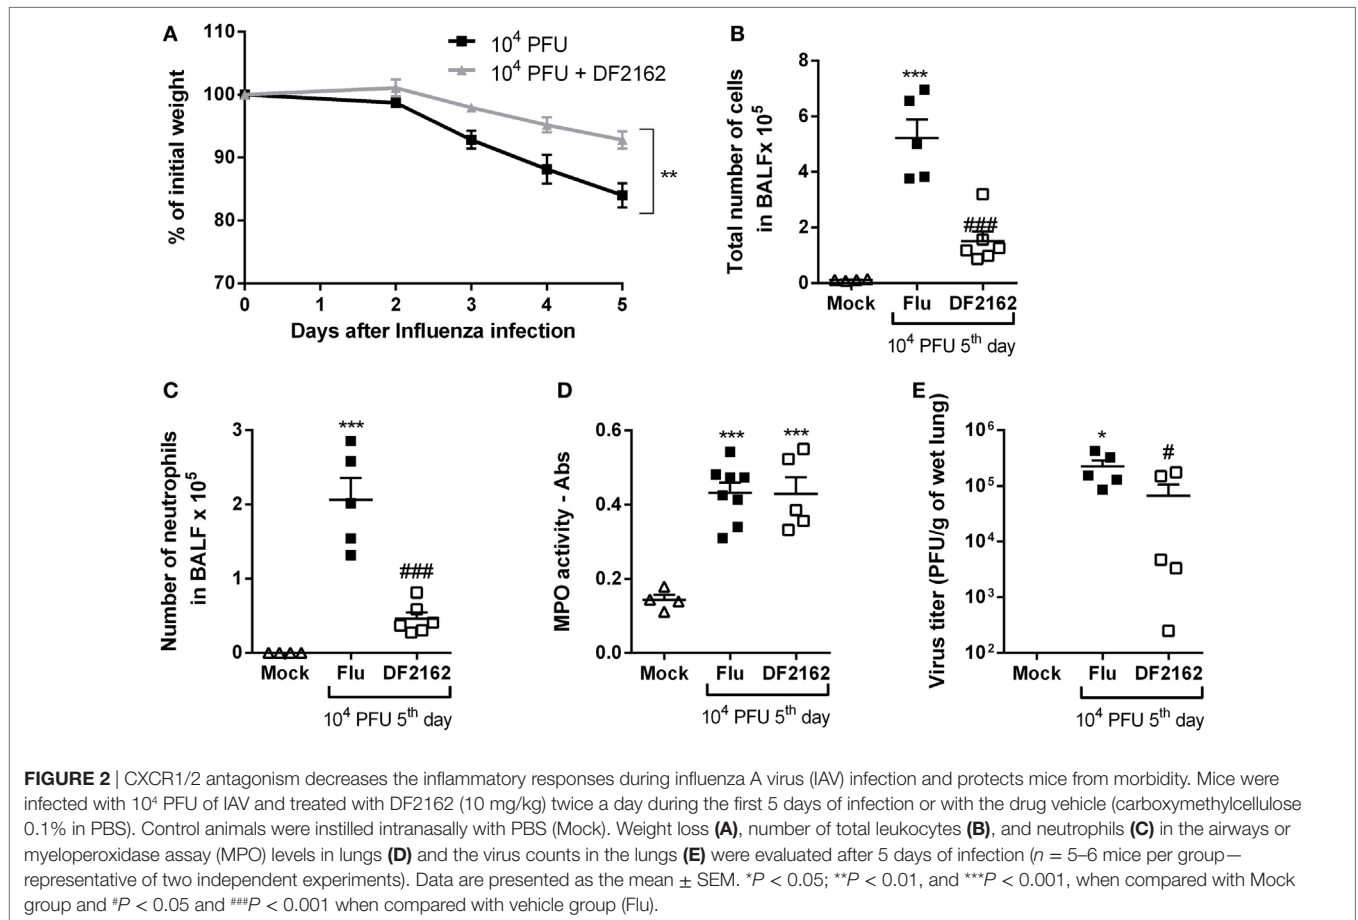 A
110
100
90
80
70
% of initial weight
10⁴ PFU
10⁴ PFU + DF2162
**
0 1 2 3 4 5
Days after Influenza infection
B
8
6
4
2
0
Total number of cells
in BALFx 10⁵
***
###
Mock Flu DF2162
10⁴ PFU 5ᵗʰ day
C
3
2
1
0
Number of neutrophils
in BALF x 10⁵
***
###
Mock Flu DF2162
10⁴ PFU 5ᵗʰ day
D
0.6
0.4
0.2
0.0
MPO activity - Abs
***
***
Mock Flu DF2162
10⁴ PFU 5ᵗʰ day
E
10⁶
10⁵
10⁴
10³
10²
Virus titer (PFU/g of wet lung)
*
#
Mock Flu DF2162
10⁴ PFU 5ᵗʰ day
FIGURE 2 | CXCR1/2 antagonism decreases the inflammatory responses during influenza A virus (IAV) infection and protects mice from morbidity. Mice were
infected with 10⁴ PFU of IAV and treated with DF2162 (10 mg/kg) twice a day during the first 5 days of infection or with the drug vehicle (carboxymethylcellulose
0.1% in PBS). Control animals were instilled intranasally with PBS (Mock). Weight loss (A), number of total leukocytes (B), and neutrophils (C) in the airways or
myeloperoxidase assay (MPO) levels in lungs (D) and the virus counts in the lungs (E) were evaluated after 5 days of infection (n = 5–6 mice per group—
representative of two independent experiments). Data are presented as the mean ± SEM. *P < 0.05; **P < 0.01, and ***P < 0.001, when compared with Mock
group and #P < 0.05 and ###P < 0.001 when compared with vehicle group (Flu).